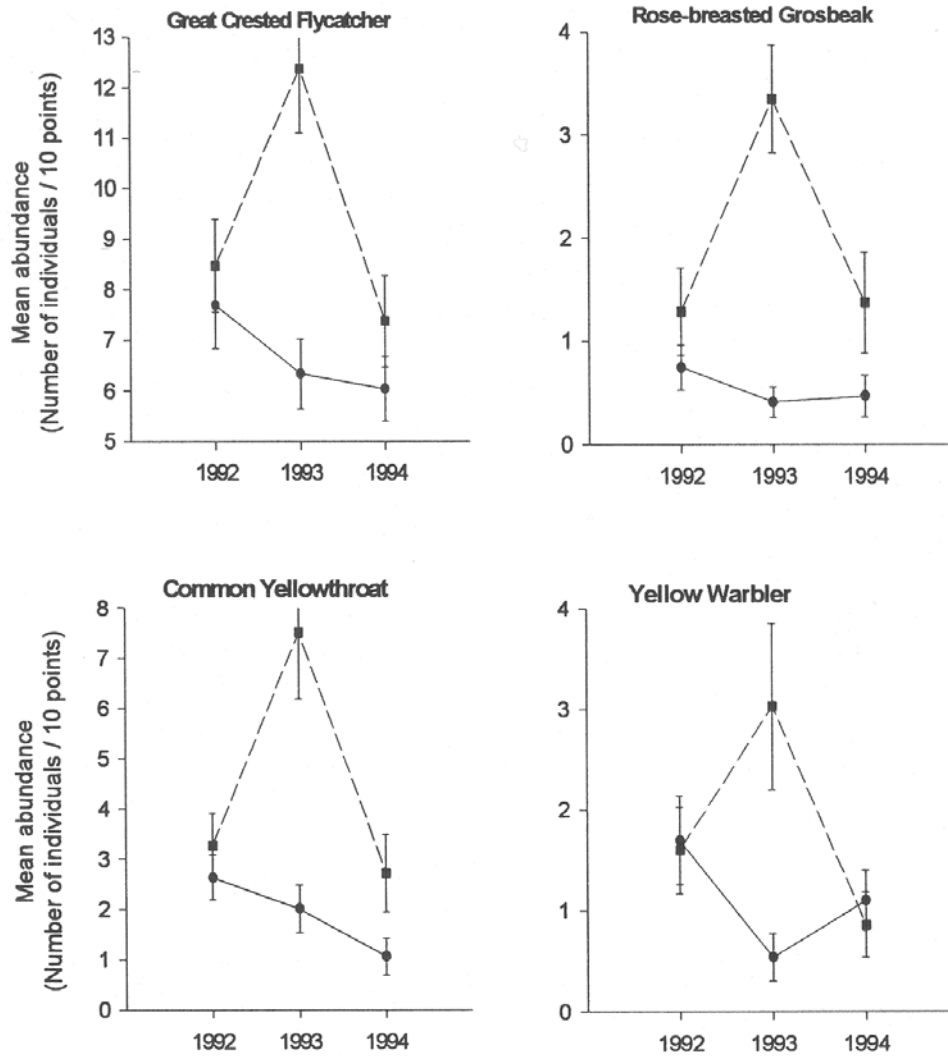 Great Crested Flycatcher
13
12
11
10
9
8
7
6
5
Mean abundance
(Number of individuals / 10 points)
1992 1993 1994
Rose-breasted Grosbeak
4
3
2
1
0
1992 1993 1994
Common Yellowthroat
8
7
6
5
4
3
2
1
0
Mean abundance
(Number of individuals / 10 points)
1992 1993 1994
Yellow Warbler
4
3
2
1
0
1992 1993 1994